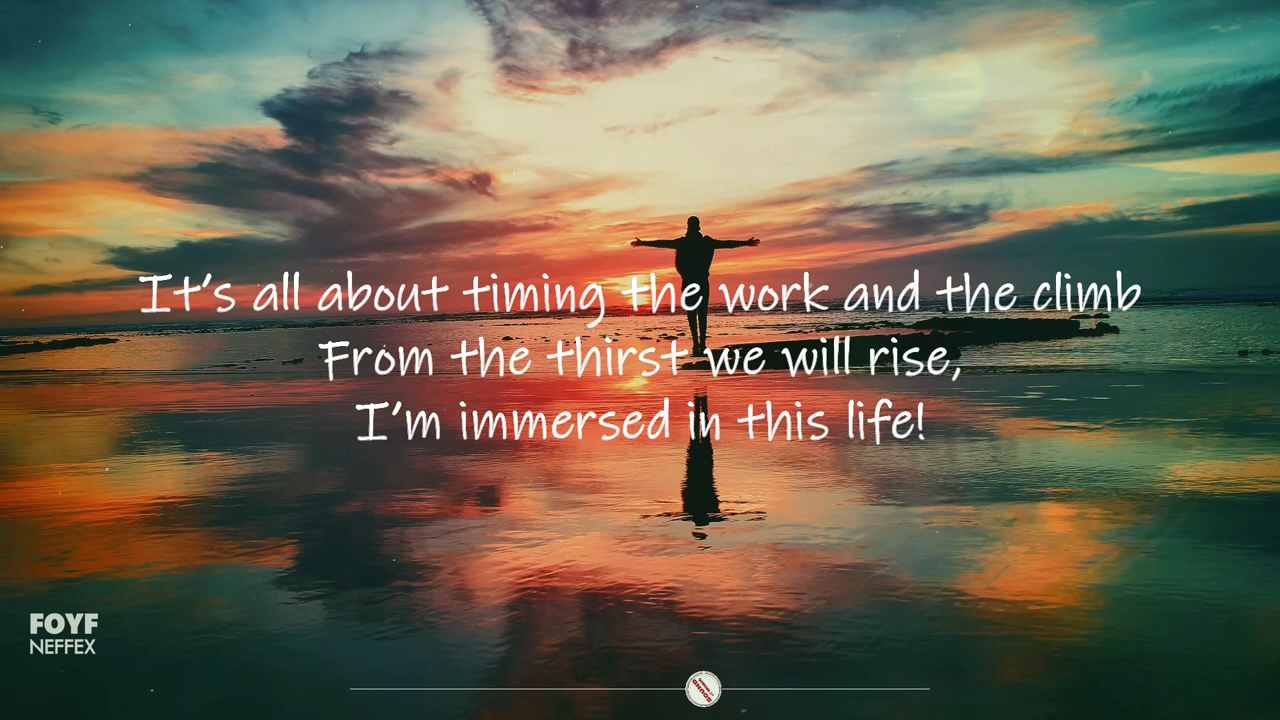 It's all about timing the work and the climb
From the thirst we will rise,
I'm immersed in this life!
FOYF
NEFFEX